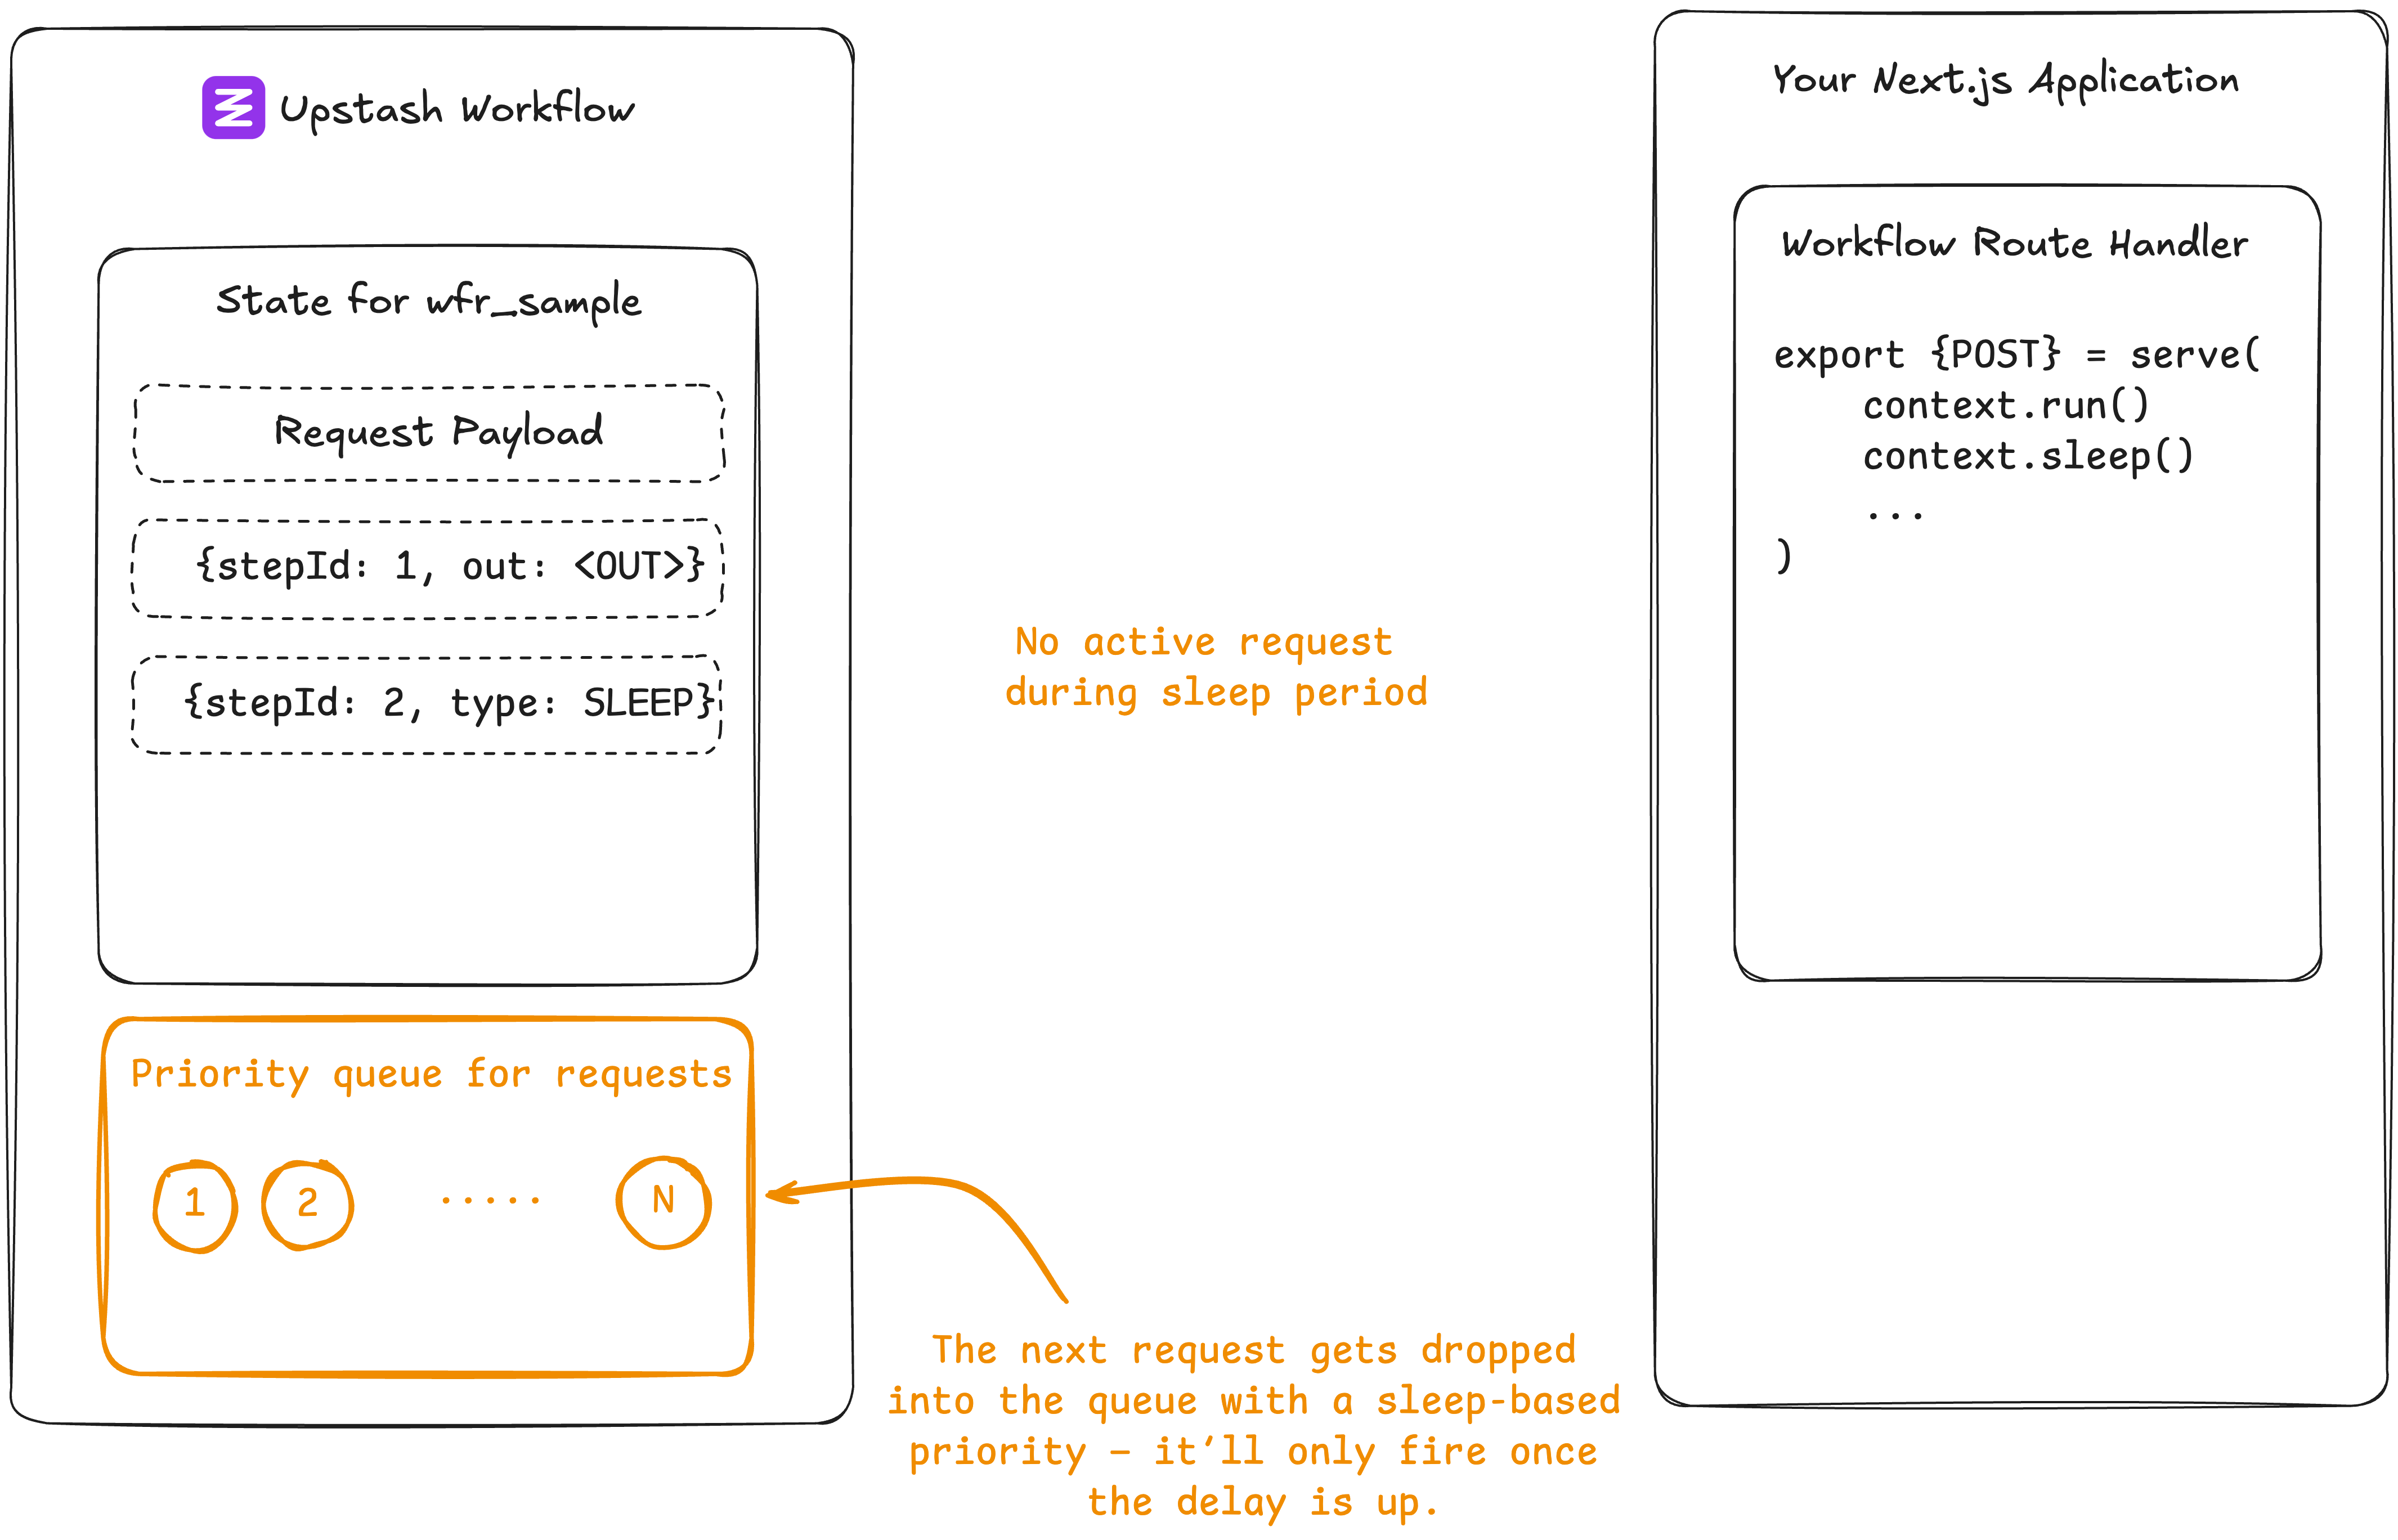 Upstash Workflow
State for wfr_sample
Request Payload
{stepId: 1, out: <OUT>}
{stepId: 2, type: SLEEP}
Priority queue for requests
1
2
.....
N
No active request
during sleep period
The next request gets dropped
into the queue with a sleep-based
priority — it'll only fire once
the delay is up.
Your Next.js Application
Workflow Route Handler
export {POST} = serve(
context.run()
context.sleep()
...
)